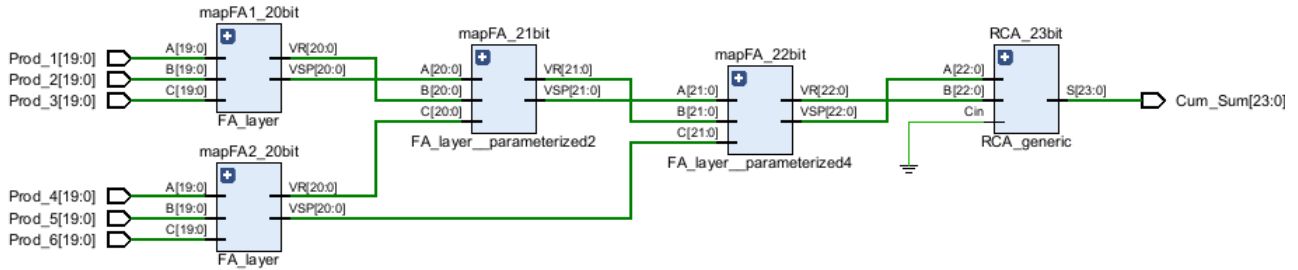 mapFA1_20bit
Prod_1[19:0]
Prod_2[19:0]
Prod_3[19:0]
A[19:0]
B[19:0]
C[19:0]
VR[20:0]
VSP[20:0]
FA_layer
mapFA2_20bit
Prod_4[19:0]
Prod_5[19:0]
Prod_6[19:0]
A[19:0]
B[19:0]
C[19:0]
VR[20:0]
VSP[20:0]
FA_layer
mapFA_21bit
A[20:0]
B[20:0]
C[20:0]
VR[21:0]
VSP[21:0]
FA_layer__parameterized2
mapFA_22bit
A[21:0]
B[21:0]
C[21:0]
VR[22:0]
VSP[22:0]
FA_layer__parameterized4
RCA_23bit
A[22:0]
B[22:0]
Cin
S[23:0]
RCA_generic
Cum_Sum[23:0]